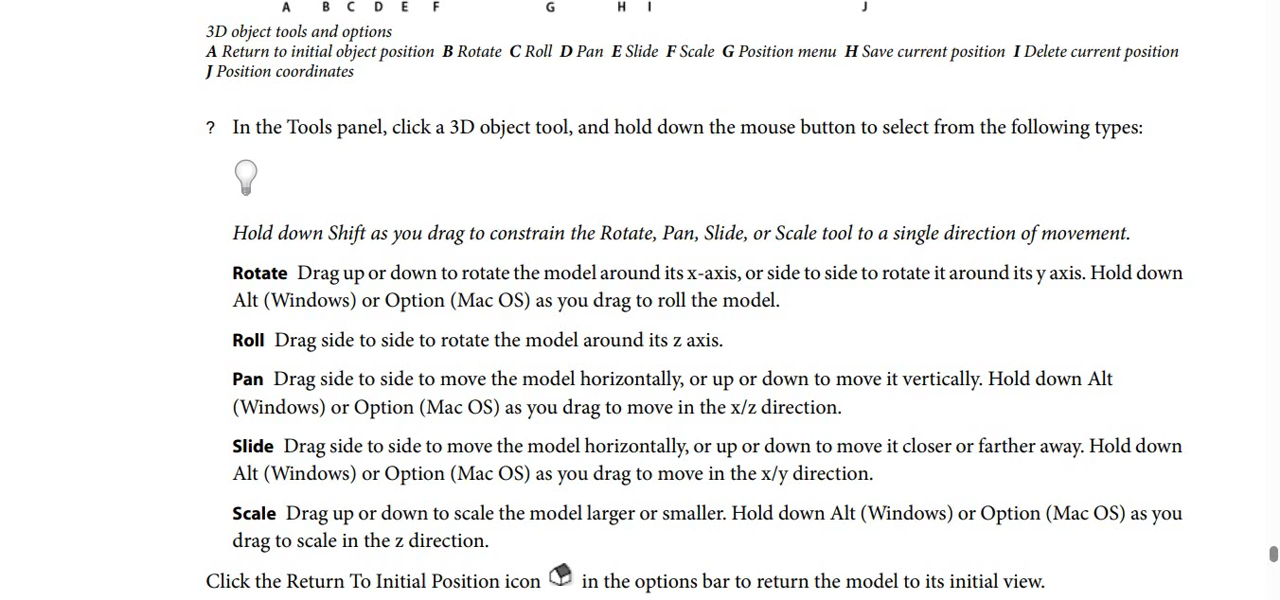 A B C D E F G H I J
3D object tools and options
A Return to initial object position B Rotate C Roll D Pan E Slide F Scale G Position menu H Save current position I Delete current position
J Position coordinates
? In the Tools panel, click a 3D object tool, and hold down the mouse button to select from the following types:
Hold down Shift as you drag to constrain the Rotate, Pan, Slide, or Scale tool to a single direction of movement.
Rotate Drag up or down to rotate the model around its x-axis, or side to side to rotate it around its y axis. Hold down
Alt (Windows) or Option (Mac OS) as you drag to roll the model.
Roll Drag side to side to rotate the model around its z axis.
Pan Drag side to side to move the model horizontally, or up or down to move it vertically. Hold down Alt
(Windows) or Option (Mac OS) as you drag to move in the x/z direction.
Slide Drag side to side to move the model horizontally, or up or down to move it closer or farther away. Hold down
Alt (Windows) or Option (Mac OS) as you drag to move in the x/y direction.
Scale Drag up or down to scale the model larger or smaller. Hold down Alt (Windows) or Option (Mac OS) as you
drag to scale in the z direction.
Click the Return To Initial Position icon in the options bar to return the model to its initial view.